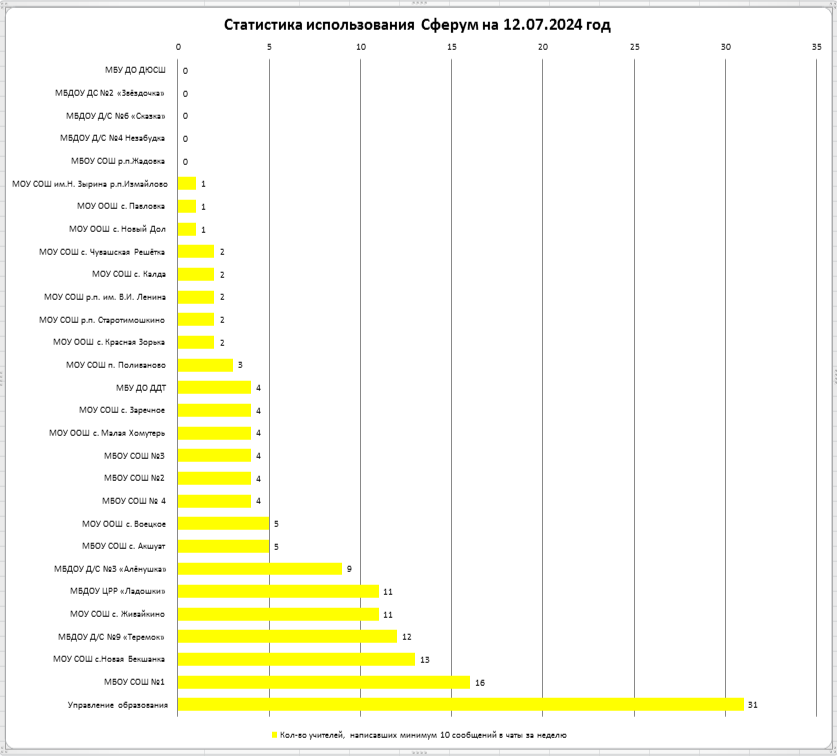 Статистика использования Сферум на 12.07.2024 год
0 5 10 15 20 25 30 35
МБУ ДО ДЮСШ 0
МБДОУ ДС №2 «Звёздочка» 0
МБДОУ Д/С №6 «Сказка» 0
МБДОУ Д/С №4 Незабудка 0
МБОУ СОШ р.п.Жадовка 0
МОУ СОШ им.Н. Зырина р.п.Измайлово 1
МОУ ООШ с. Павловка 1
МОУ ООШ с. Новый Дол 1
МОУ СОШ с. Чувашская Решётка 2
МОУ СОШ с. Калда 2
МОУ СОШ р.п. им. В.И. Ленина 2
МОУ СОШ р.п. Старотимошкино 2
МОУ ООШ с. Красная Зорька 2
МОУ СОШ п. Поливаново 3
МБУ ДО ДДТ 4
МОУ СОШ с. Заречное 4
МОУ ООШ с. Малая Хомутерь 4
МБОУ СОШ №3 4
МБОУ СОШ №2 4
МБОУ СОШ № 4 4
МОУ ООШ с. Воецкое 5
МБОУ СОШ с. Акшуат 5
МБДОУ Д/С №3 «Алёнушка» 9
МБДОУ ЦРР «Ладошки» 11
МОУ СОШ с. Живайкино 11
МБДОУ Д/С №9 «Теремок» 12
МОУ СОШ с.Новая Бекшанка 13
МБОУ СОШ №1 16
Управление образования 31
Кол-во учителей, написавших минимум 10 сообщений в чаты за неделю